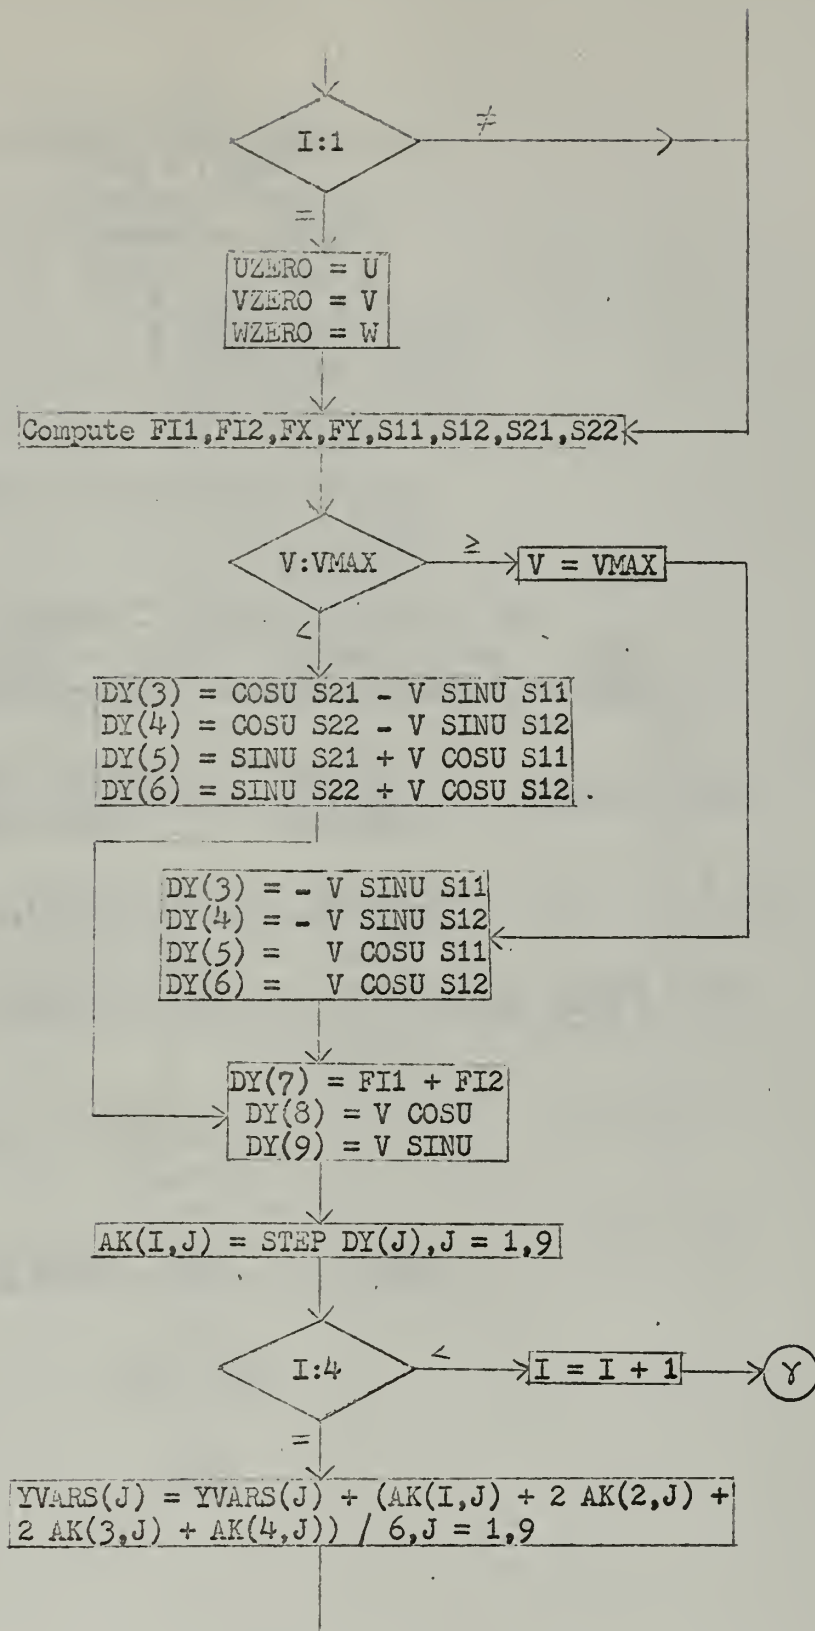 I:1
≠
=
UZERO = U
VZERO = V
WZERO = W
Compute FI1,FI2,FX,FY,S11,S12,S21,S22
V:VMAX
≥
V = VMAX
<
DY(3) = COSU S21 - V SINU S11
DY(4) = COSU S22 - V SINU S12
DY(5) = SINU S21 + V COSU S11
DY(6) = SINU S22 + V COSU S12
DY(3) = - V SINU S11
DY(4) = - V SINU S12
DY(5) = V COSU S11
DY(6) = V COSU S12
DY(7) = FI1 + FI2
DY(8) = V COSU
DY(9) = V SINU
AK(I,J) = STEP DY(J),J = 1,9
I:4
<
I = I + 1
γ
=
YVARS(J) = YVARS(J) + (AK(I,J) + 2 AK(2,J) +
2 AK(3,J) + AK(4,J)) / 6,J = 1,9